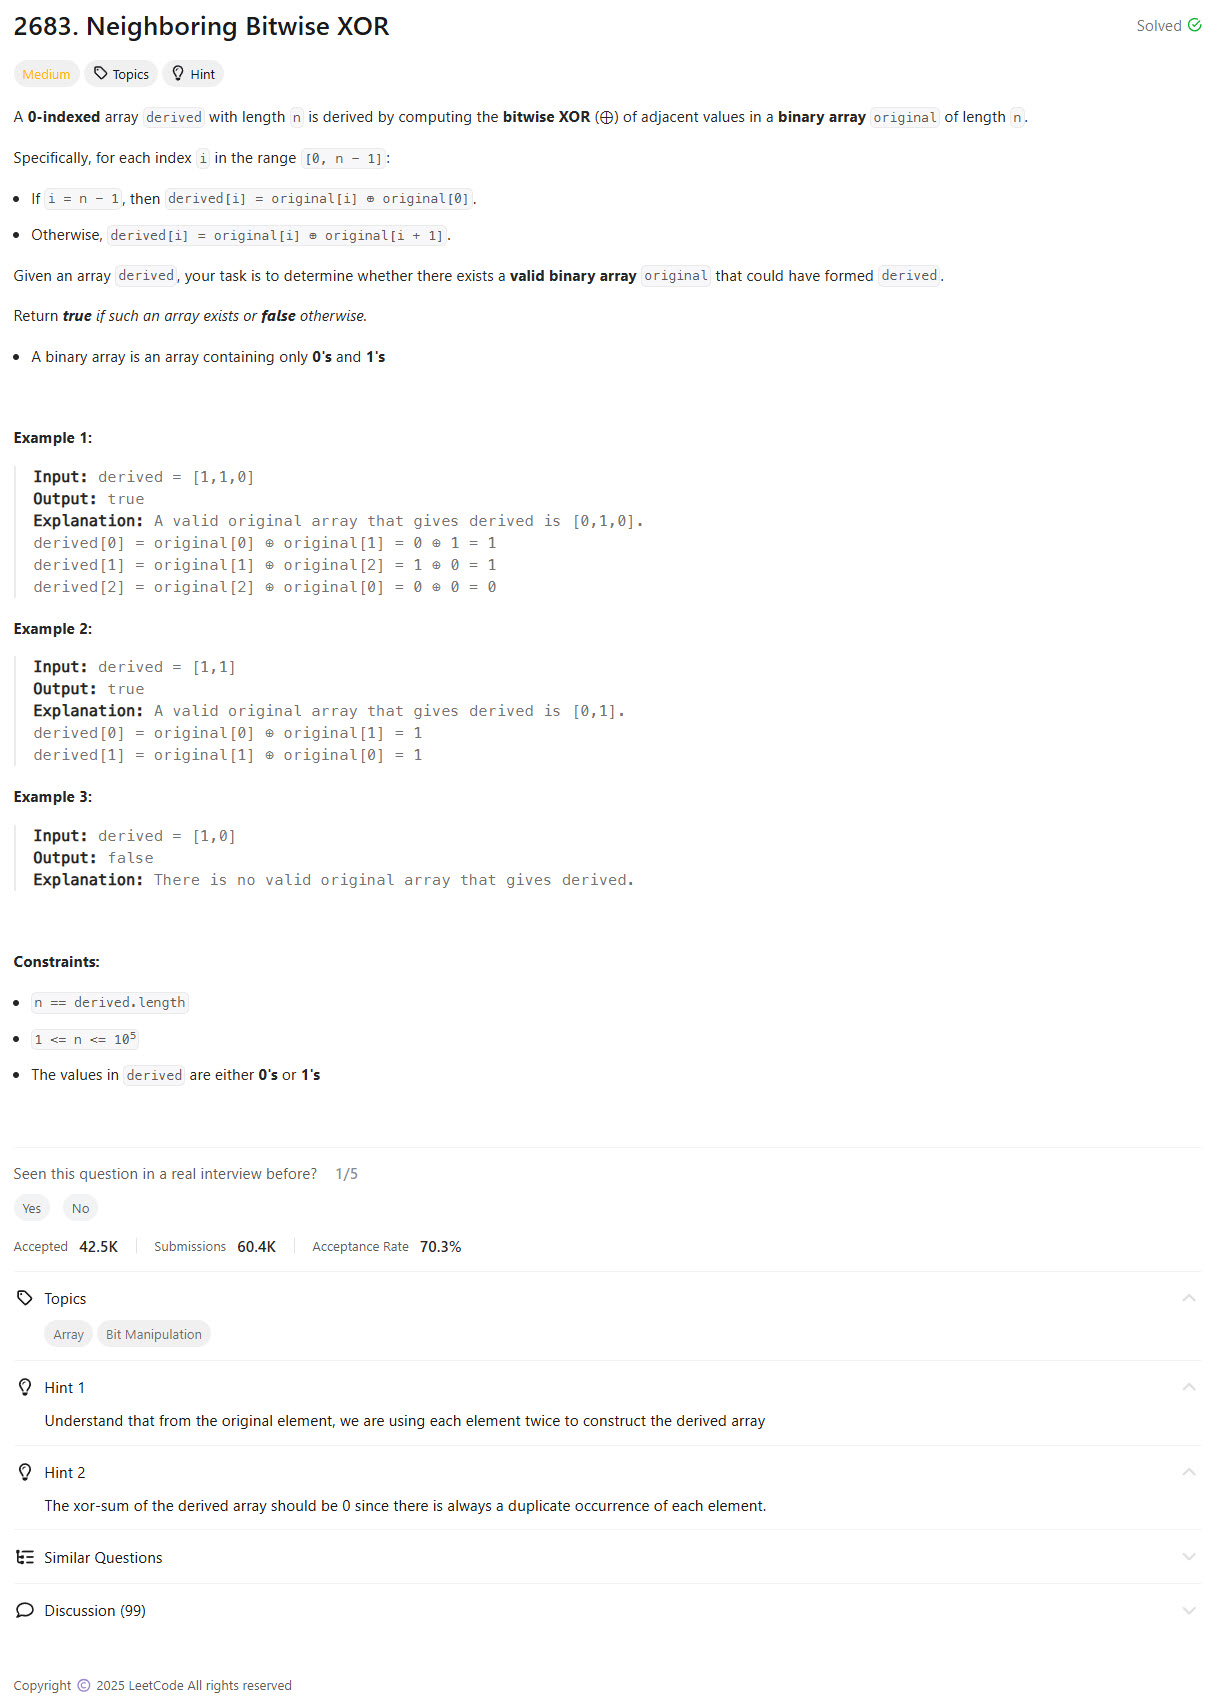 2683. Neighboring Bitwise XOR
Solved
Medium
Topics
Hint
A 0-indexed array derived with length n is derived by computing the bitwise XOR (⊕) of adjacent values in a binary array original of length n.
Specifically, for each index i in the range [0, n - 1]:
• If i = n - 1, then derived[i] = original[i] ⊕ original[0].
• Otherwise, derived[i] = original[i] ⊕ original[i + 1].
Given an array derived, your task is to determine whether there exists a valid binary array original that could have formed derived.
Return true if such an array exists or false otherwise.
• A binary array is an array containing only 0's and 1's
Example 1:
Input: derived = [1,1,0]
Output: true
Explanation: A valid original array that gives derived is [0,1,0].
derived[0] = original[0] ⊕ original[1] = 0 ⊕ 1 = 1
derived[1] = original[1] ⊕ original[2] = 1 ⊕ 0 = 1
derived[2] = original[2] ⊕ original[0] = 0 ⊕ 0 = 0
Example 2:
Input: derived = [1,1]
Output: true
Explanation: A valid original array that gives derived is [0,1].
derived[0] = original[0] ⊕ original[1] = 1
derived[1] = original[1] ⊕ original[0] = 1
Example 3:
Input: derived = [1,0]
Output: false
Explanation: There is no valid original array that gives derived.
Constraints:
• n == derived.length
• 1 <= n <= 10⁵
• The values in derived are either 0's or 1's
Seen this question in a real interview before? 1/5
Yes
No
Accepted 42.5K
Submissions 60.4K
Acceptance Rate 70.3%
Topics
Array
Bit Manipulation
Hint 1
Understand that from the original element, we are using each element twice to construct the derived array
Hint 2
The xor-sum of the derived array should be 0 since there is always a duplicate occurrence of each element.
Similar Questions
Discussion (99)
Copyright © 2025 LeetCode All rights reserved